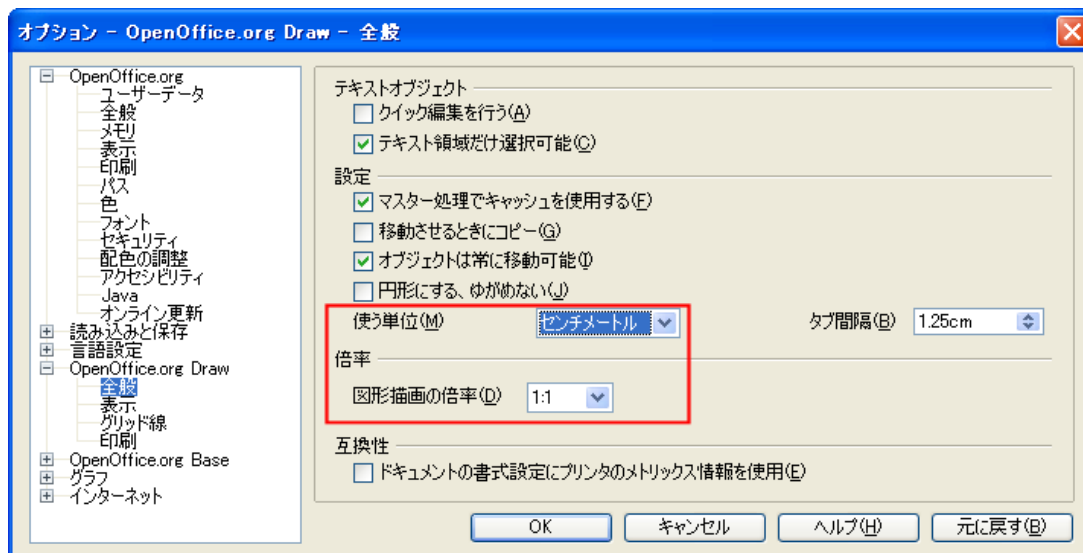 オプション - OpenOffice.org Draw - 全般
OpenOffice.org
ユーザーデータ
全般
メモリ
表示
印刷
パス
色
フォント
セキュリティ
配色の調整
アクセシビリティ
Java
オンライン更新
読み込みと保存
言語設定
OpenOffice.org Draw
全般
表示
グリッド線
印刷
OpenOffice.org Base
グラフ
インターネット
テキストオブジェクト
クイック編集を行う(A)
テキスト領域だけ選択可能(C)
設定
マスター処理でキャッシュを使用する(F)
移動させるときにコピー(G)
オブジェクトは常に移動可能(I)
円形にする、ゆがめない(J)
使う単位(M) センチメートル タブ間隔(B) 1.25cm
倍率
図形描画の倍率(D) 1:1
互換性
ドキュメントの書式設定にプリンタのメトリックス情報を使用(E)
OK キャンセル ヘルプ(H) 元に戻す(B)